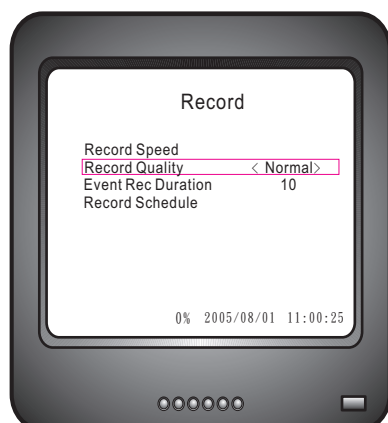 Record
Record Speed
Record Quality < Normal>
Event Rec Duration 10
Record Schedule
0% 2005/08/01 11:00:25